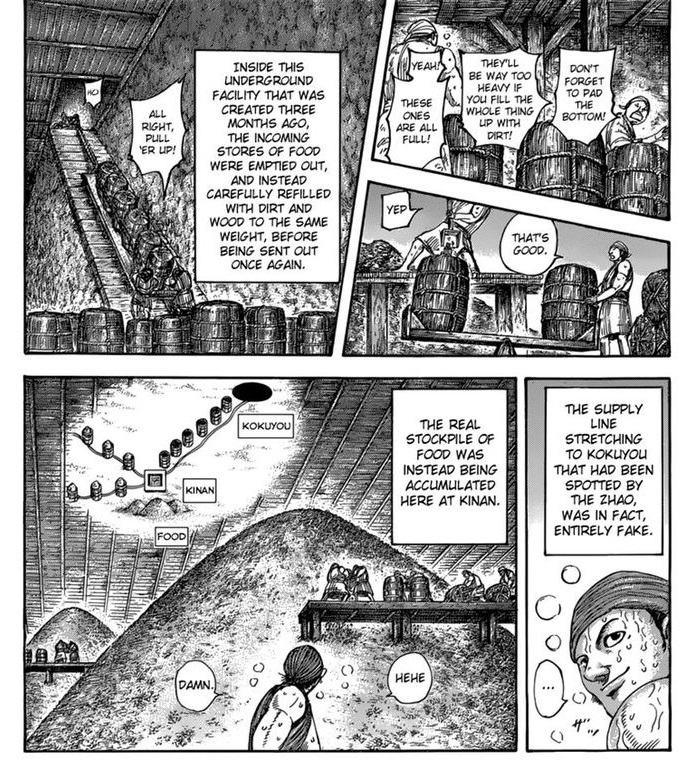 DON'T
FORGET
TO PAD
THE
BOTTOM!
THEY'LL
BE WAY TOO
HEAVY IF
YOU FILL THE
WHOLE THING
UP WITH
DIRT!
YEAH!
THESE
ONES
ARE ALL
FULL!
THAT'S
GOOD.
YEP
INSIDE THIS
UNDERGROUND
FACILITY THAT WAS
CREATED THREE
MONTHS AGO,
THE INCOMING
STORES OF FOOD
WERE EMPTIED OUT,
AND INSTEAD
CAREFULLY REFILLED
WITH DIRT AND
WOOD TO THE SAME
WEIGHT, BEFORE
BEING SENT OUT
ONCE AGAIN.
ALL
RIGHT,
PULL
'ER UP!
HO
THE SUPPLY
LINE
STRETCHING
TO KOKUYOU
THAT HAD BEEN
SPOTTED BY
THE ZHAO,
WAS IN FACT,
ENTIRELY FAKE.
...
THE REAL
STOCKPILE OF
FOOD WAS
INSTEAD BEING
ACCUMULATED
HERE AT KINAN.
KOKUYOU
KINAN
FOOD
HEHE
DAMN.